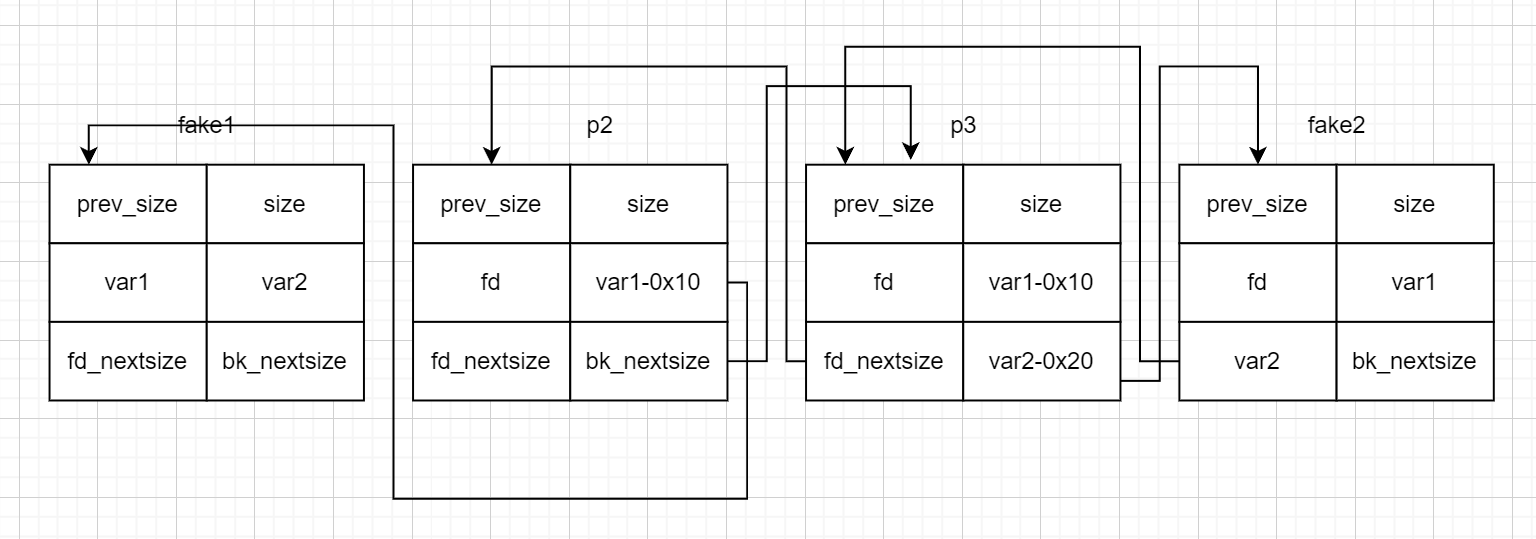 fake1 p2 p3 fake2
prev_size size prev_size size prev_size size prev_size size
var1 var2 fd var1-0x10 fd var1-0x10 fd var1
fd_nextsize bk_nextsize fd_nextsize bk_nextsize fd_nextsize var2-0x20 var2 bk_nextsize